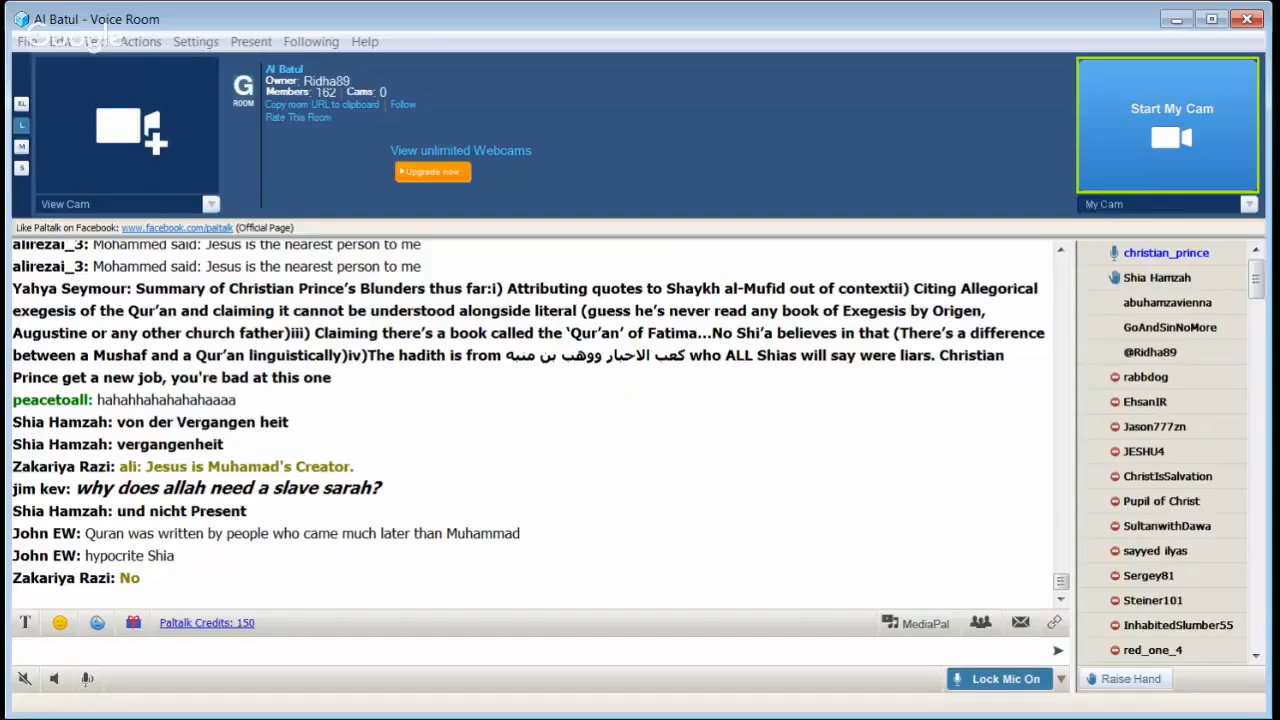 Al Batul - Voice Room
Google
Actions Settings Present Following Help
XL
L
M
S
View Cam
G
ROOM
Al Batul
Owner: Ridha89
Members: 162 Cams: 0
Copy room URL to clipboard | Follow
Rate This Room
View unlimited Webcams
Upgrade now
Start My Cam
My Cam
Like Paltalk on Facebook: www.facebook.com/paltalk (Official Page)
alirezai_3: Mohammed said: Jesus is the nearest person to me
alirezai_3: Mohammed said: Jesus is the nearest person to me
Yahya Seymour: Summary of Christian Prince's Blunders thus far:i) Attributing quotes to Shaykh al-Mufid out of contextii) Citing Allegorical
exegesis of the Qur'an and claiming it cannot be understood alongside literal (guess he's never read any book of Exegesis by Origen,
Augustine or any other church father)iii) Claiming there's a book called the 'Qur'an' of Fatima...No Shi'a believes in that (There's a difference
between a Mushaf and a Qur'an linguistically)iv)The hadith is from كعب الاحبار ووهب بن منبه who ALL Shias will say were liars. Christian
Prince get a new job, you're bad at this one
peacetoall: hahahhahahahahaaaa
Shia Hamzah: von der Vergangen heit
Shia Hamzah: vergangenheit
Zakariya Razi: ali: Jesus is Muhamad's Creator.
jim kev: why does allah need a slave sarah?
Shia Hamzah: und nicht Present
John EW: Quran was written by people who came much later than Muhammad
John EW: hypocrite Shia
Zakariya Razi: No
christian_prince
Shia Hamzah
abuhamzavienna
GoAndSinNoMore
@Ridha89
rabbdog
EhsanIR
Jason777zn
JESHU4
ChristIsSalvation
Pupil of Christ
SultanwithDawa
sayyed ilyas
Sergey81
Steiner101
InhabitedSlumber55
red_one_4
T
Paltalk Credits: 150
MediaPal
Lock Mic On
Raise Hand